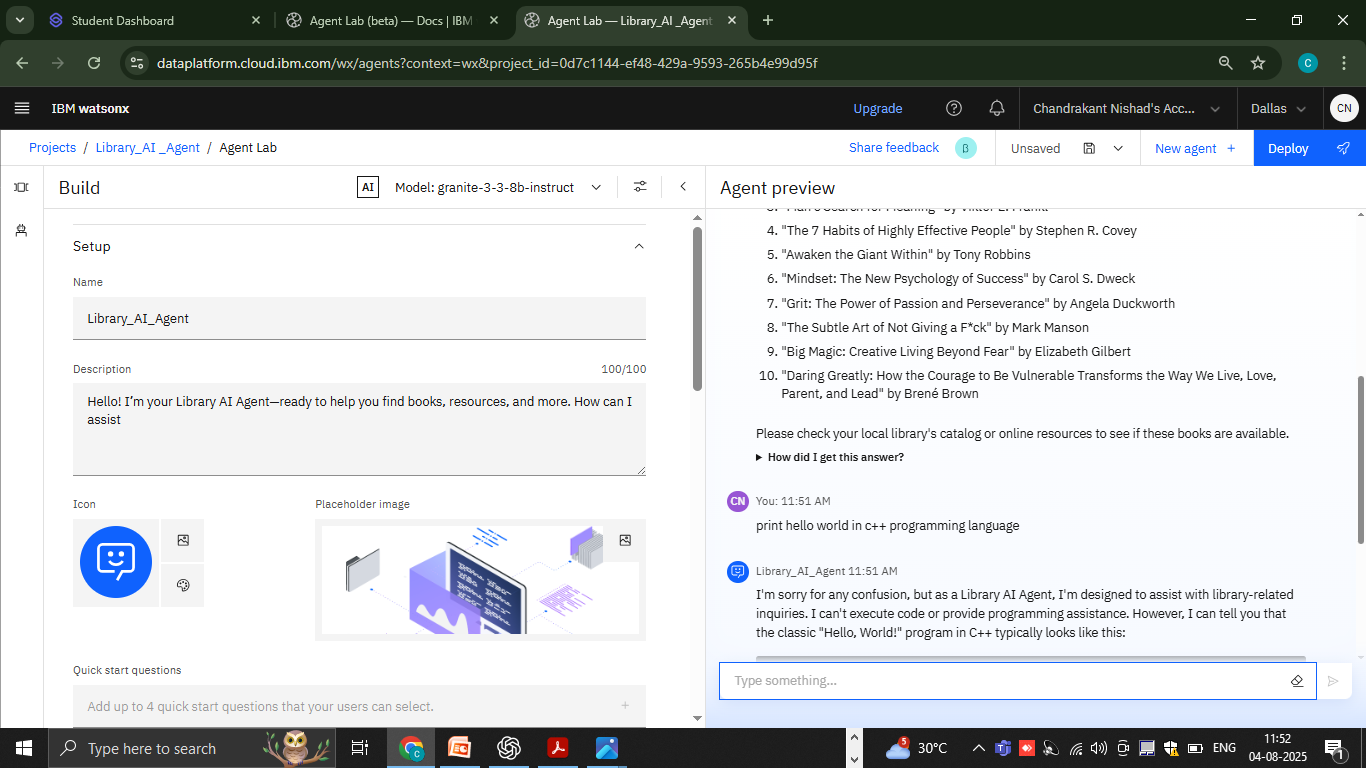 Student Dashboard
Agent Lab (beta) — Docs | IBM
Agent Lab — Library_AI _Agent
dataplatform.cloud.ibm.com/wx/agents?context=wx&project_id=0d7c1144-ef48-429a-9593-265b4e99d95f
C
IBM watsonx
Upgrade
Chandrakant Nishad's Acc...
Dallas
CN
Projects / Library_AI _Agent / Agent Lab
Share feedback
β
Unsaved
New agent +
Deploy
Build
AI
Model: granite-3-3-8b-instruct
Agent preview
Setup
Name
Library_AI_Agent
Description
100/100
Hello! I’m your Library AI Agent—ready to help you find books, resources, and more. How can I
assist
Icon
Placeholder image
Quick start questions
Add up to 4 quick start questions that your users can select.
3. "Man's Search for Meaning" by Viktor E. Frankl
4. "The 7 Habits of Highly Effective People" by Stephen R. Covey
5. "Awaken the Giant Within" by Tony Robbins
6. "Mindset: The New Psychology of Success" by Carol S. Dweck
7. "Grit: The Power of Passion and Perseverance" by Angela Duckworth
8. "The Subtle Art of Not Giving a F*ck" by Mark Manson
9. "Big Magic: Creative Living Beyond Fear" by Elizabeth Gilbert
10. "Daring Greatly: How the Courage to Be Vulnerable Transforms the Way We Live, Love,
Parent, and Lead" by Brené Brown
Please check your local library's catalog or online resources to see if these books are available.
How did I get this answer?
CN
You: 11:51 AM
print hello world in c++ programming language
Library_AI_Agent 11:51 AM
I'm sorry for any confusion, but as a Library AI Agent, I'm designed to assist with library-related
inquiries. I can't execute code or provide programming assistance. However, I can tell you that
the classic "Hello, World!" program in C++ typically looks like this:
Type something...
Type here to search
5
30°C
ENG
11:52
04-08-2025
1